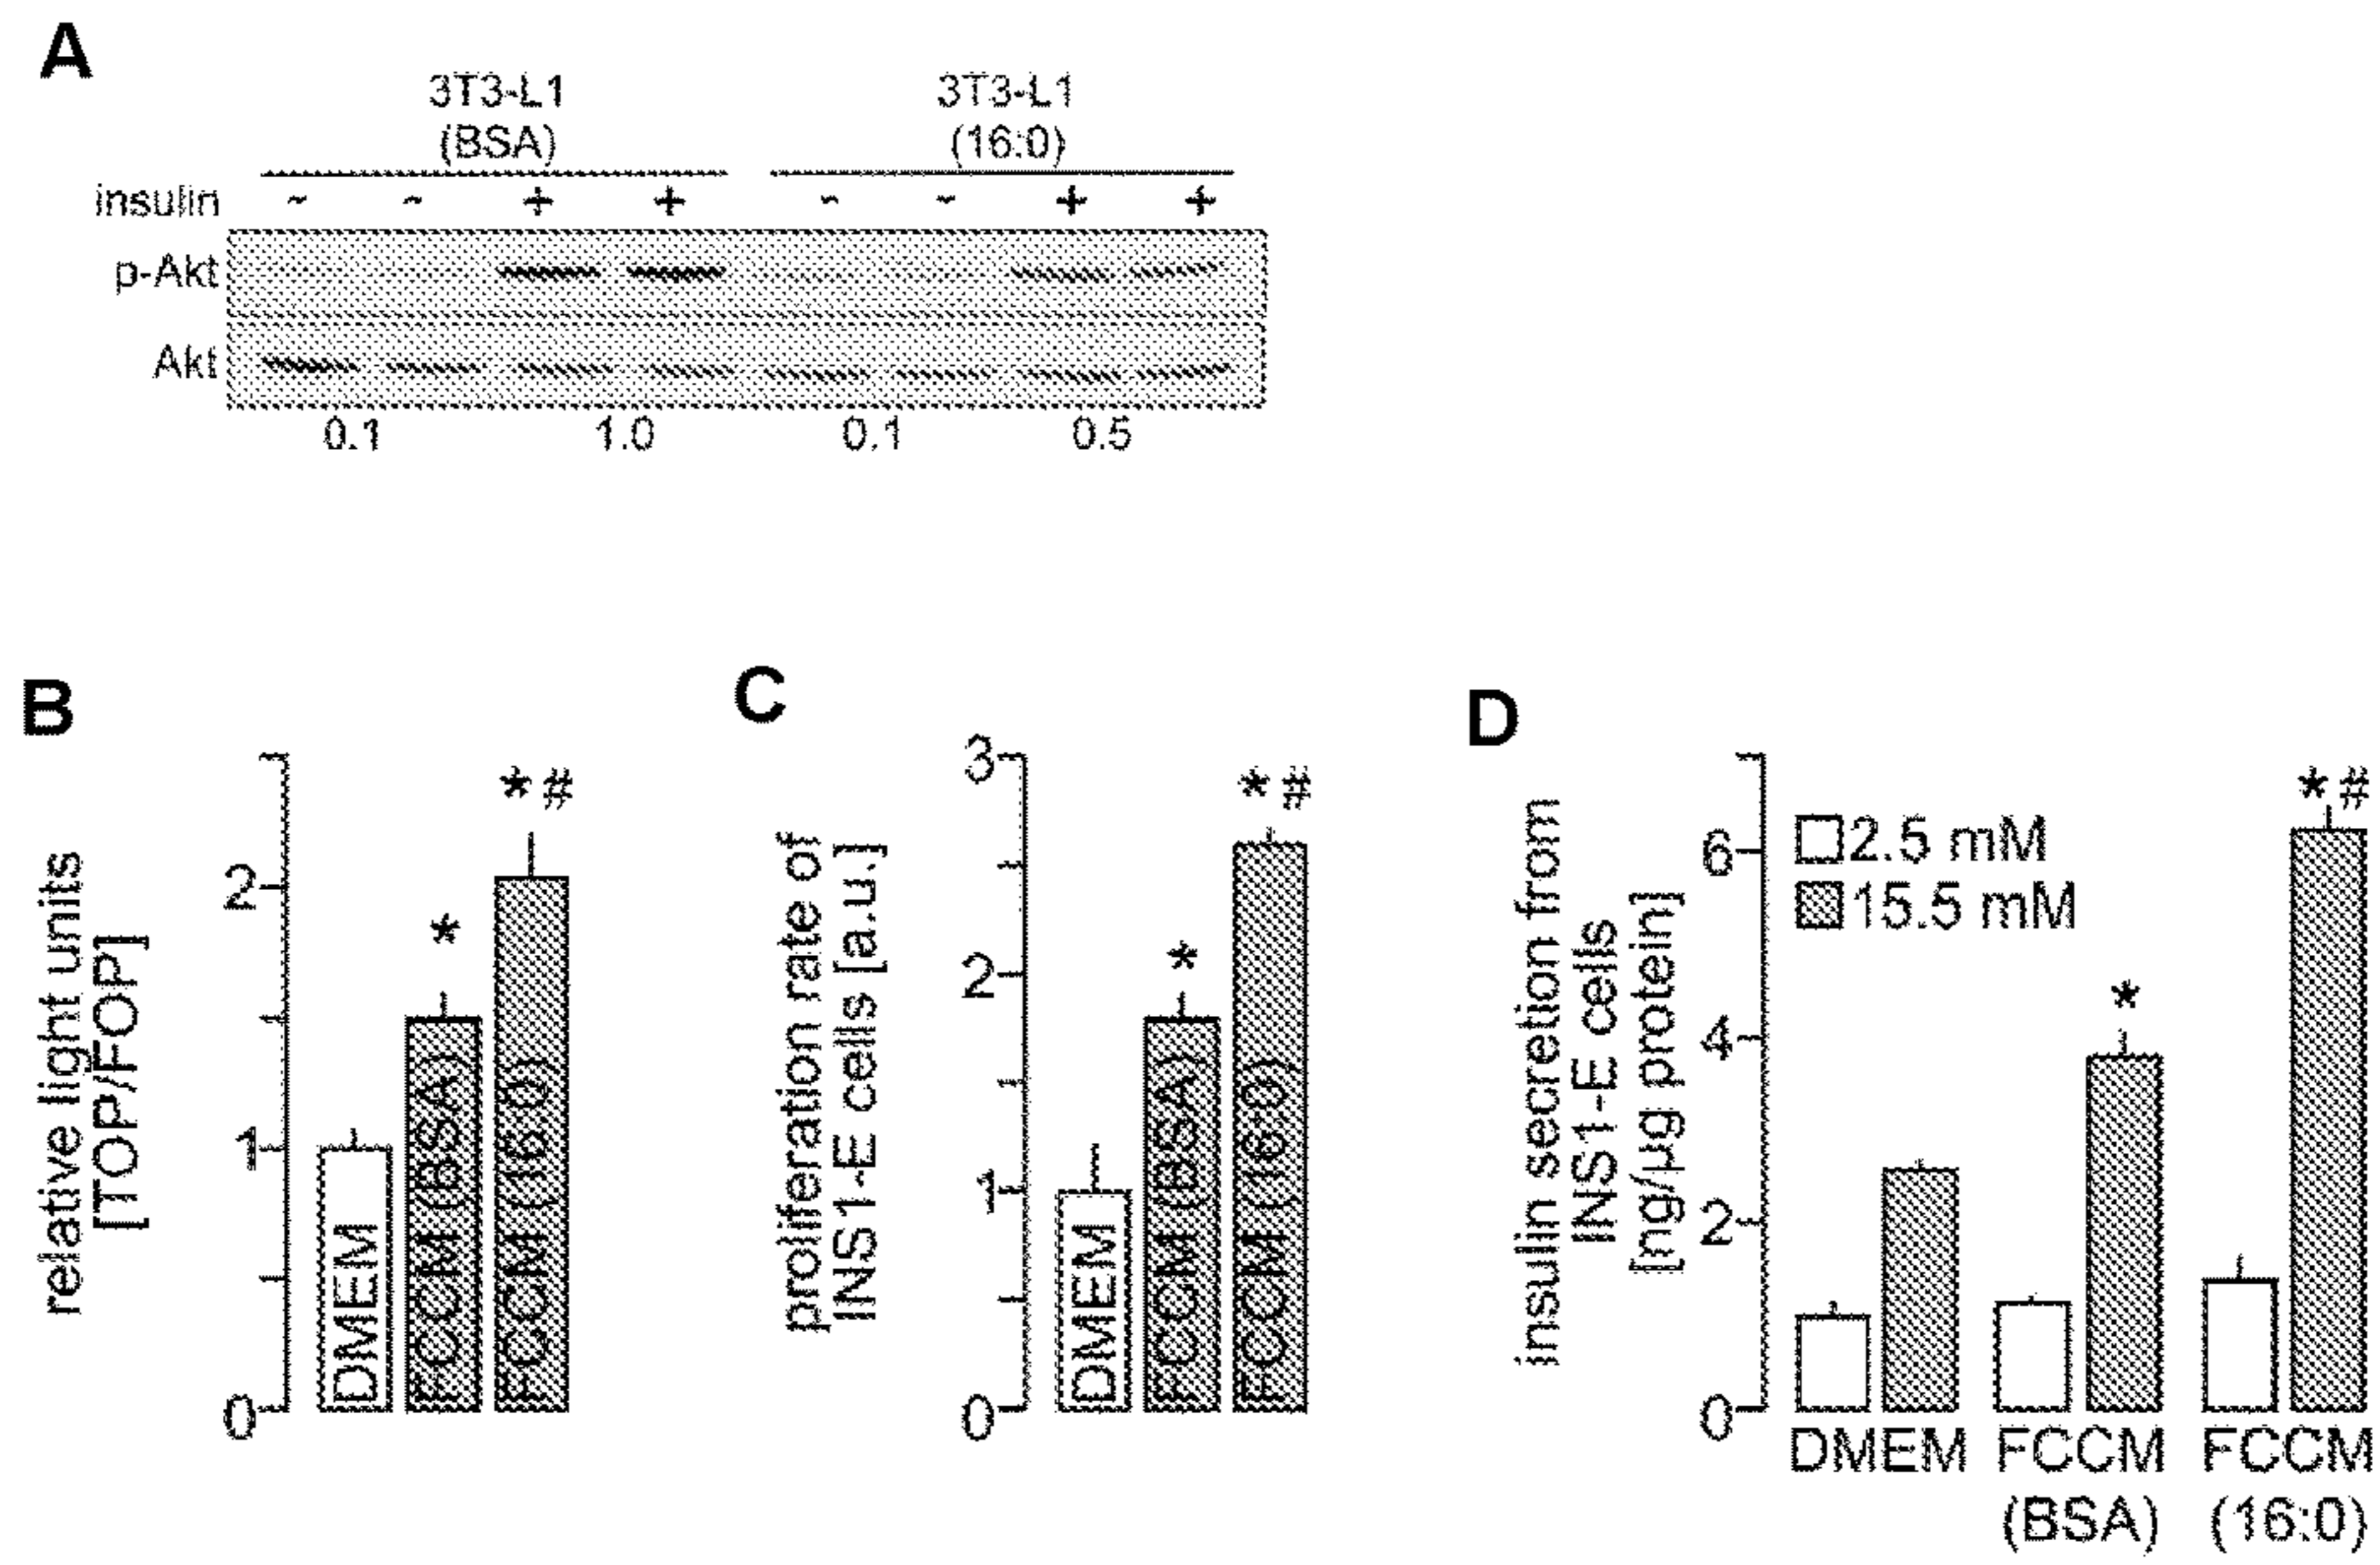 A
3T3-L1
(BSA)
3T3-L1
(16:0)
insulin - - + + - - + +
p-Akt
Akt
0.1 1.0 0.1 0.5
B
relative light units
[TOP/FOP]
2
1
0
*
* #
DMEM
FCCM (BSA)
FCCM (16:0)
C
proliferation rate of
INS1-E cells [a.u.]
3
2
1
0
*
* #
DMEM
FCCM (BSA)
FCCM (16:0)
D
insulin secretion from
INS1-E cells
[ng/µg protein]
6
4
2
0
2.5 mM
15.5 mM
*
* #
DMEM FCCM FCCM
(BSA) (16:0)